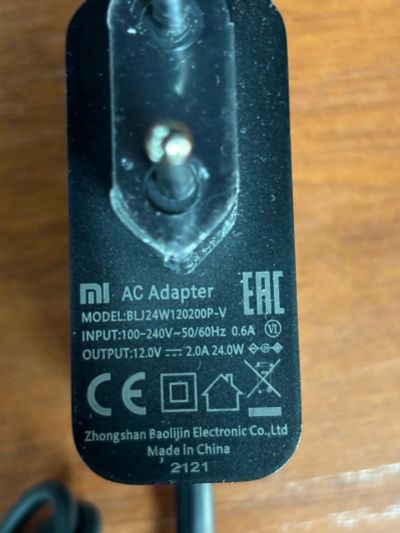 mi AC Adapter
EAC
MODEL:BLJ24W120200P-V
INPUT:100-240V~50/60Hz 0.6A VI
OUTPUT:12.0V⎓2.0A 24.0W
CE
Zhongshan Baolijin Electronic Co.,Ltd
Made in China
2121